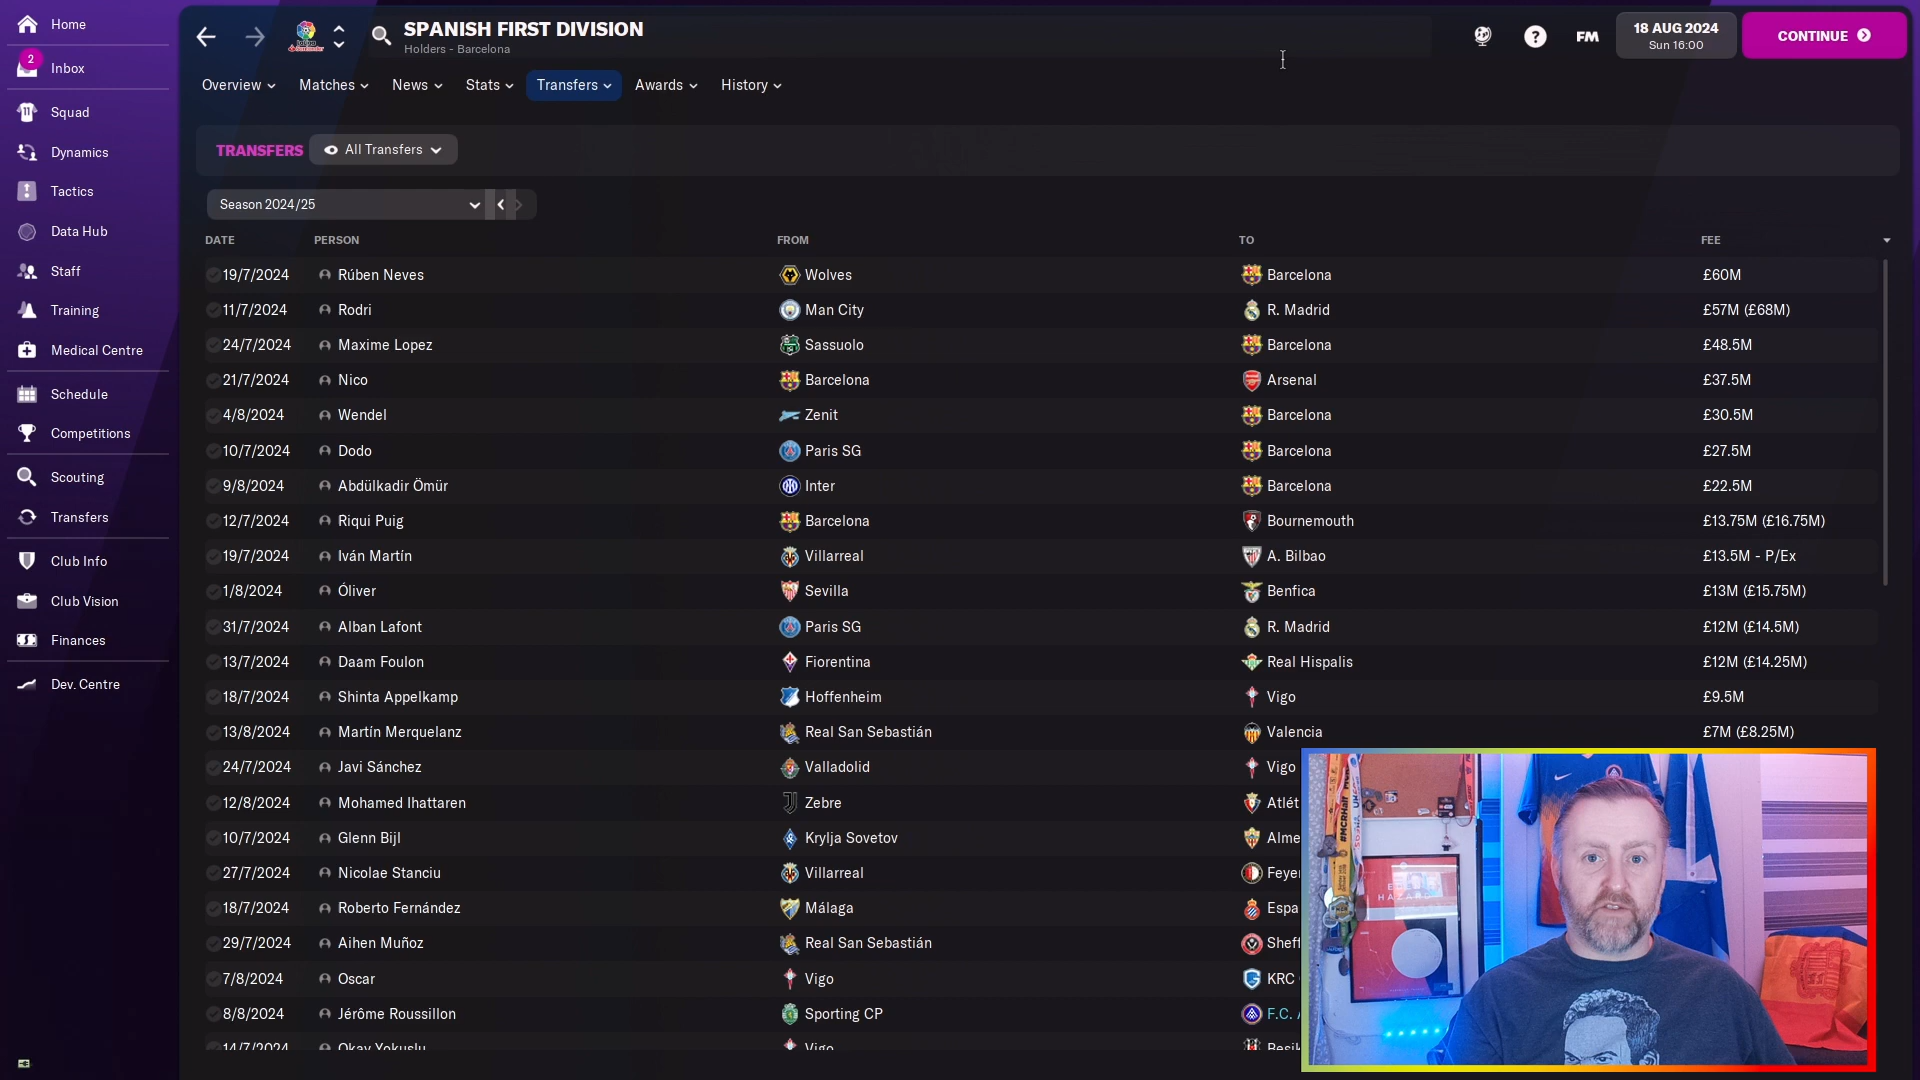 Home
2
Inbox
Squad
Dynamics
Tactics
Data Hub
Staff
Training
Medical Centre
Schedule
Competitions
Scouting
Transfers
Club Info
Club Vision
Finances
Dev. Centre
SPANISH FIRST DIVISION
Holders - Barcelona
FM
18 AUG 2024
Sun 16:00
CONTINUE
Overview Matches News Stats Transfers Awards History
TRANSFERS All Transfers
Season 2024/25
DATE PERSON FROM TO FEE
19/7/2024 Rúben Neves Wolves Barcelona £60M
11/7/2024 Rodri Man City R. Madrid £57M (£68M)
24/7/2024 Maxime Lopez Sassuolo Barcelona £48.5M
21/7/2024 Nico Barcelona Arsenal £37.5M
4/8/2024 Wendel Zenit Barcelona £30.5M
10/7/2024 Dodo Paris SG Barcelona £27.5M
9/8/2024 Abdülkadir Ömür Inter Barcelona £22.5M
12/7/2024 Riqui Puig Barcelona Bournemouth £13.75M (£16.75M)
19/7/2024 Iván Martín Villarreal A. Bilbao £13.5M - P/Ex
1/8/2024 Óliver Sevilla Benfica £13M (£15.75M)
31/7/2024 Alban Lafont Paris SG R. Madrid £12M (£14.5M)
13/7/2024 Daam Foulon Fiorentina Real Hispalis £12M (£14.25M)
18/7/2024 Shinta Appelkamp Hoffenheim Vigo £9.5M
13/8/2024 Martín Merquelanz Real San Sebastián Valencia £7M (£8.25M)
24/7/2024 Javi Sánchez Valladolid Vigo
12/8/2024 Mohamed Ihattaren Zebre Atlét
10/7/2024 Glenn Bijl Krylja Sovetov Alme
27/7/2024 Nicolae Stanciu Villarreal Feye
18/7/2024 Roberto Fernández Málaga Espa
29/7/2024 Aihen Muñoz Real San Sebastián Sheff
7/8/2024 Oscar Vigo KRC
8/8/2024 Jérôme Roussillon Sporting CP F.C.
14/7/2024 Okay Yokuşlu Vigo Besik